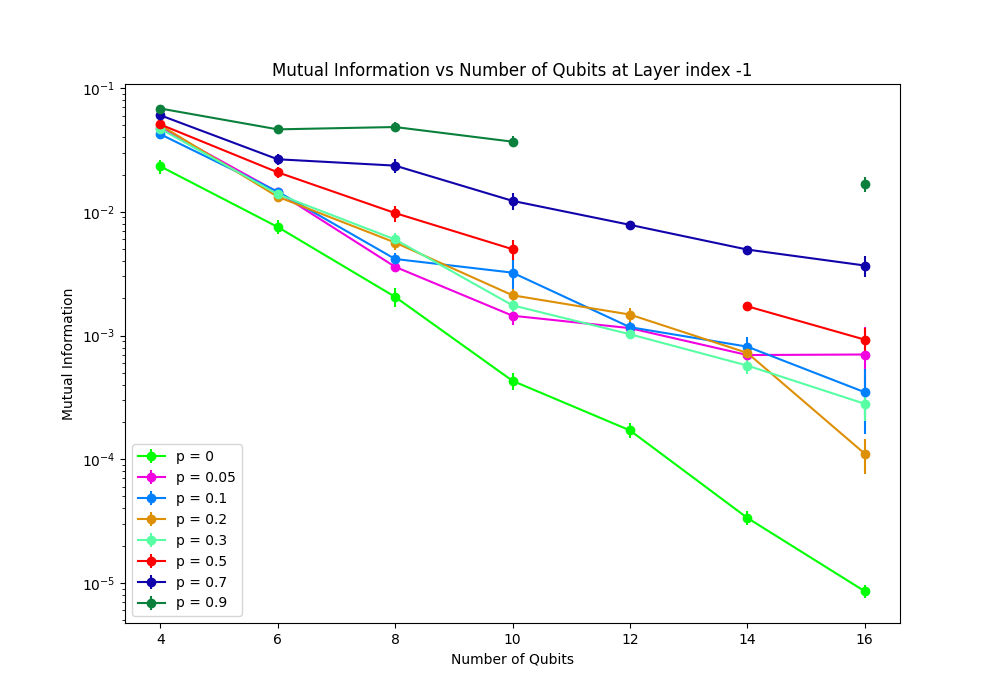 Mutual Information vs Number of Qubits at Layer index -1
Mutual Information
10⁻¹
10⁻²
10⁻³
10⁻⁴
10⁻⁵
p = 0
p = 0.05
p = 0.1
p = 0.2
p = 0.3
p = 0.5
p = 0.7
p = 0.9
4 6 8 10 12 14 16
Number of Qubits